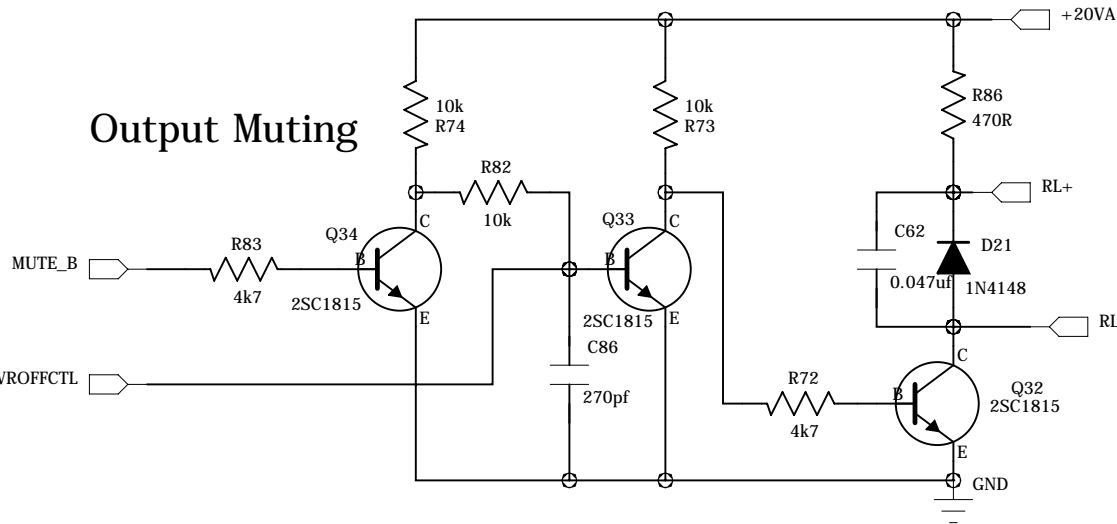 +20VA
10k
R74
10k
R73
R86
470R
Output Muting
R82
10k
RL+
Q34
C
Q33
C
C62
D21
R83
MUTE_B
B
B
0.047uf
1N4148
4k7
2SC1815
2SC1815
E
E
RL
C86
C
WROFFCTL
R72
Q32
270pf
B
2SC1815
4k7
E
GND